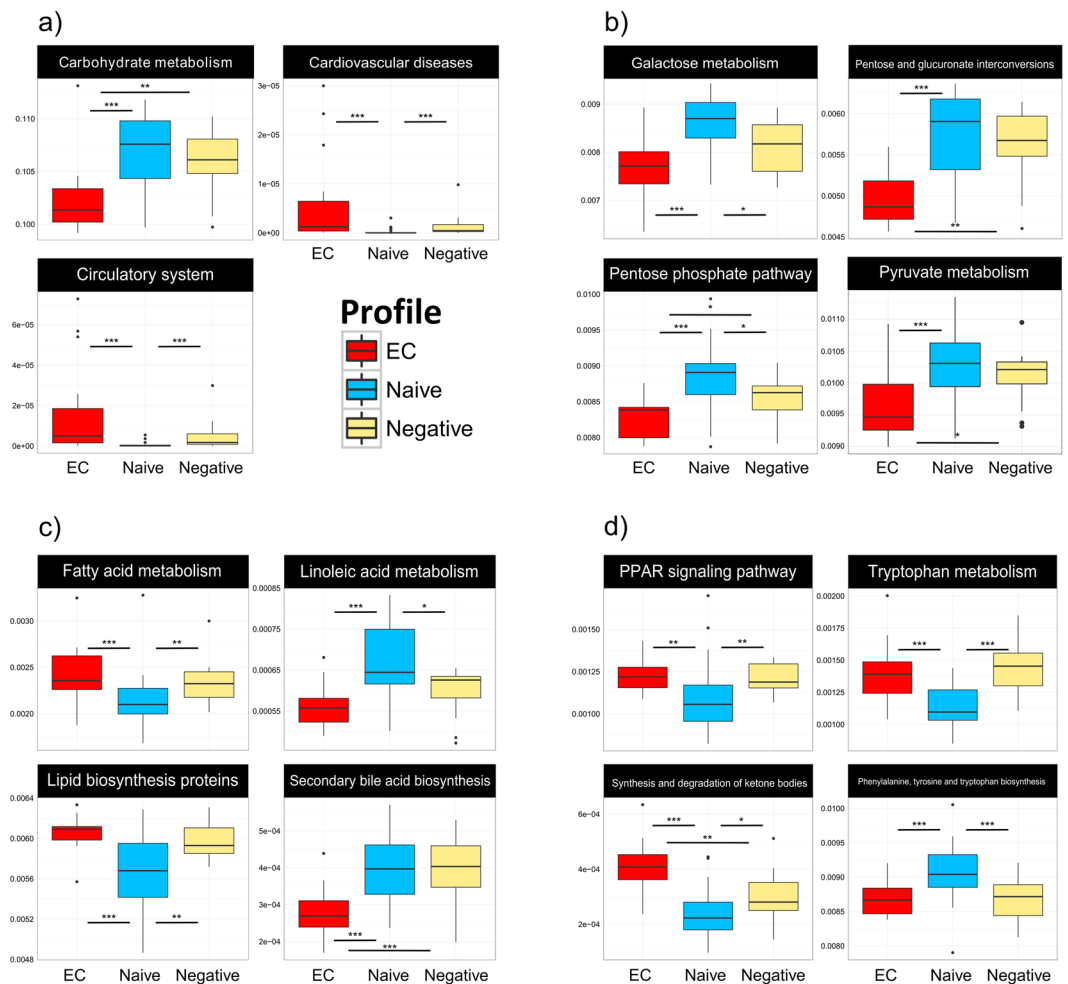 a)
Carbohydrate metabolism
0.110
0.105
0.100
**
***
Cardiovascular diseases
3e−05
2e−05
1e−05
0e+00
***
***
EC
Naive
Negative
Circulatory system
6e−05
4e−05
2e−05
0e+00
***
***
EC
Naive
Negative
Profile
EC
Naive
Negative
b)
Galactose metabolism
0.009
0.008
0.007
***
*
Pentose and glucuronate interconversions
0.0060
0.0055
0.0050
0.0045
***
**
Pentose phosphate pathway
0.0100
0.0095
0.0090
0.0085
0.0080
*
***
*
EC
Naive
Negative
Pyruvate metabolism
0.0110
0.0105
0.0100
0.0095
0.0090
***
*
EC
Naive
Negative
c)
Fatty acid metabolism
0.0030
0.0025
0.0020
***
**
Linoleic acid metabolism
0.00085
0.00075
0.00065
0.00055
***
*
Lipid biosynthesis proteins
0.0064
0.0060
0.0056
0.0052
0.0048
***
**
EC
Naive
Negative
Secondary bile acid biosynthesis
5e−04
4e−04
3e−04
2e−04
***
***
EC
Naive
Negative
d)
PPAR signaling pathway
0.00150
0.00125
0.00100
**
**
Tryptophan metabolism
0.00200
0.00175
0.00150
0.00125
0.00100
***
***
Synthesis and degradation of ketone bodies
6e−04
4e−04
2e−04
***
*
**
EC
Naive
Negative
Phenylalanine, tyrosine and tryptophan biosynthesis
0.0100
0.0095
0.0090
0.0085
0.0080
***
***
EC
Naive
Negative